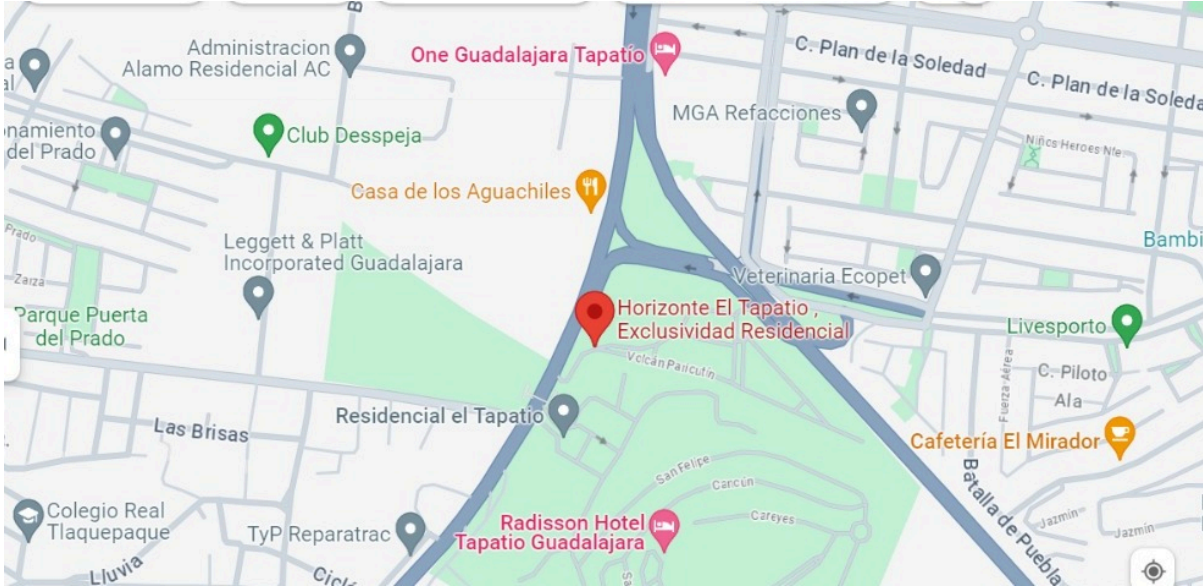 Administracion
Alamo Residencial AC
One Guadalajara Tapatío
C. Plan de la Soledad
C. Plan de la Soleda
MGA Refacciones
onamiento
del Prado
Club Desspeja
Niños Heroes Nte.
Casa de los Aguachiles
Prado
Leggett & Platt
Incorporated Guadalajara
Zarza
Bambi
Veterinaria Ecopet
Parque Puerta
del Prado
Horizonte El Tapatio ,
Exclusividad Residencial
Livesporto
Volcán Paricutín
Fuerza Aérea
C. Piloto
Ala
Residencial el Tapatio
Las Brisas
Cafetería El Mirador
San Felipe
Cancún
Careyes
Batalla de Puebla
Colegio Real
Tlaquepaque
TyP Reparatrac
Radisson Hotel
Tapatio Guadalajara
Jazmín
Jazmín
Lluvia
Cicló